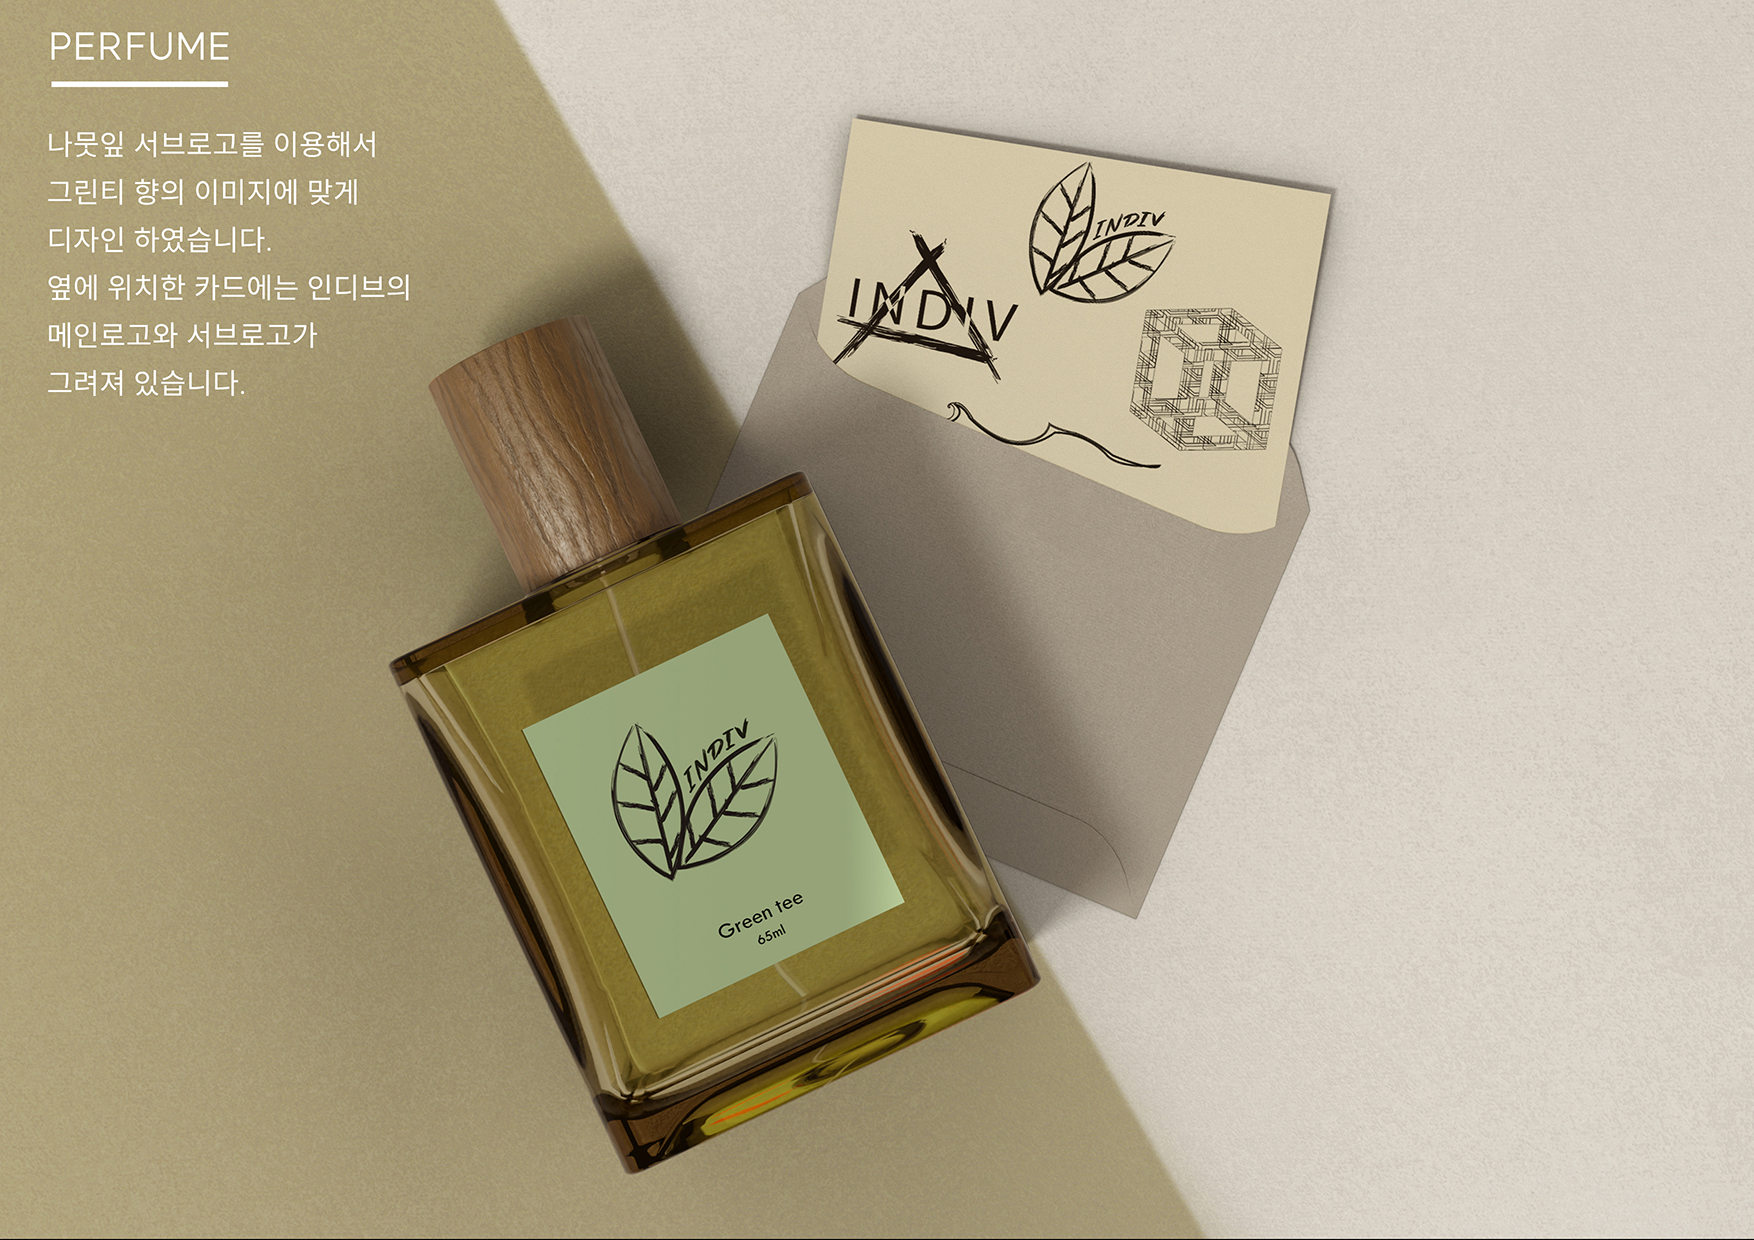 PERFUME
나뭇잎 서브로고를 이용해서
그린티 향의 이미지에 맞게
디자인 하였습니다.
옆에 위치한 카드에는 인디브의
메인로고와 서브로고가
그려져 있습니다.
INDIV
INDIV
INDIV
Green tee
65ml